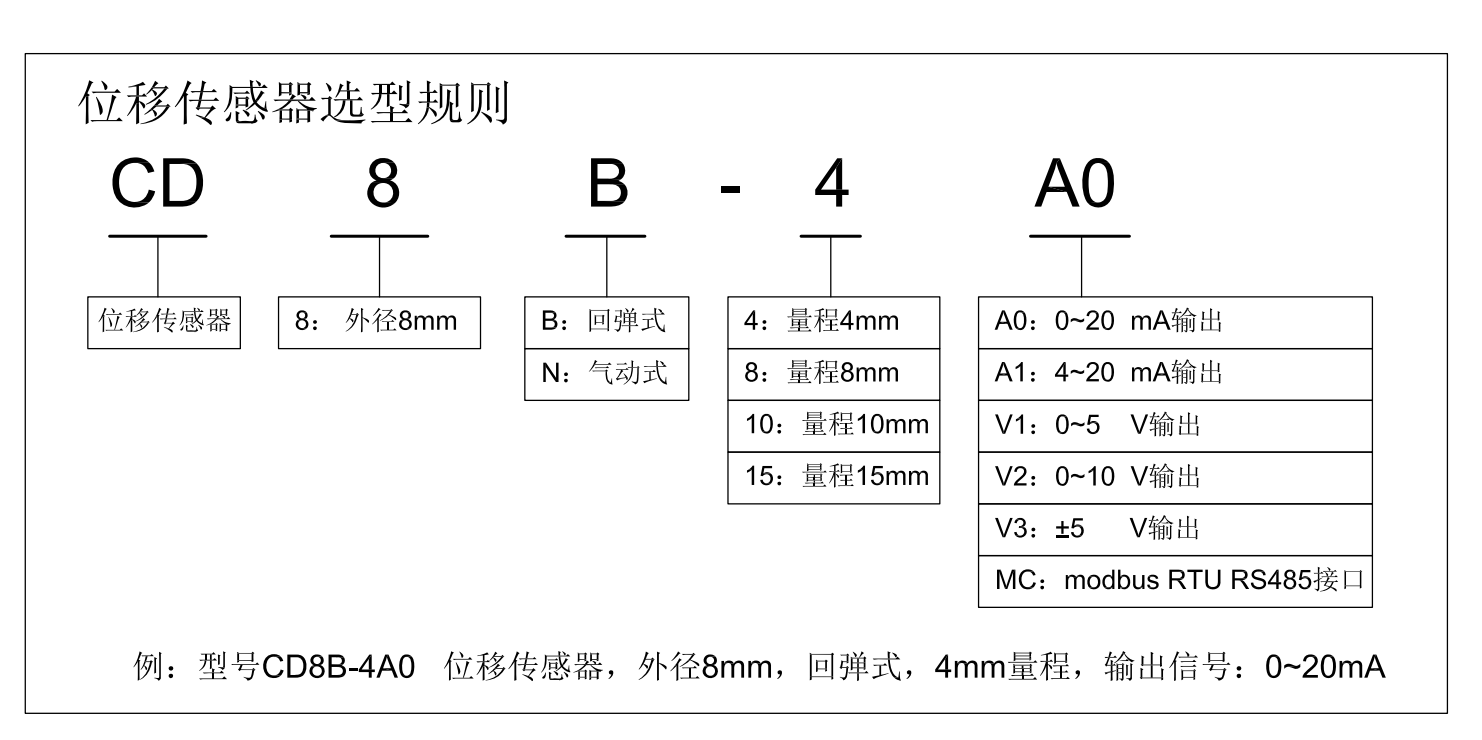 位移传感器选型规则
CD 8 B - 4 A0
位移传感器 8： 外径8mm B：回弹式 4：量程4mm A0：0~20 mA输出
N：气动式 8：量程8mm A1：4~20 mA输出
10：量程10mm V1：0~5 V输出
15：量程15mm V2：0~10 V输出
V3：±5 V输出
MC：modbus RTU RS485接口
例：型号CD8B-4A0 位移传感器，外径8mm，回弹式，4mm量程，输出信号：0~20mA